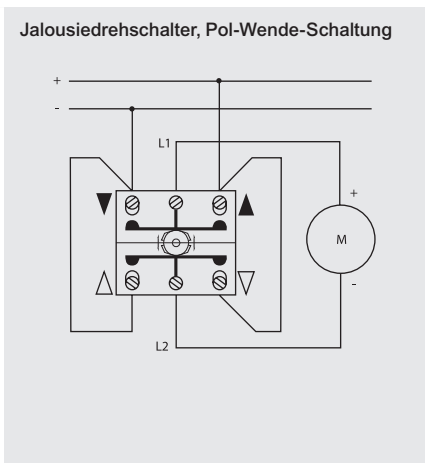 Jalousiedrehschalter, Pol-Wende-Schaltung
+
-
L1
+
M
-
L2